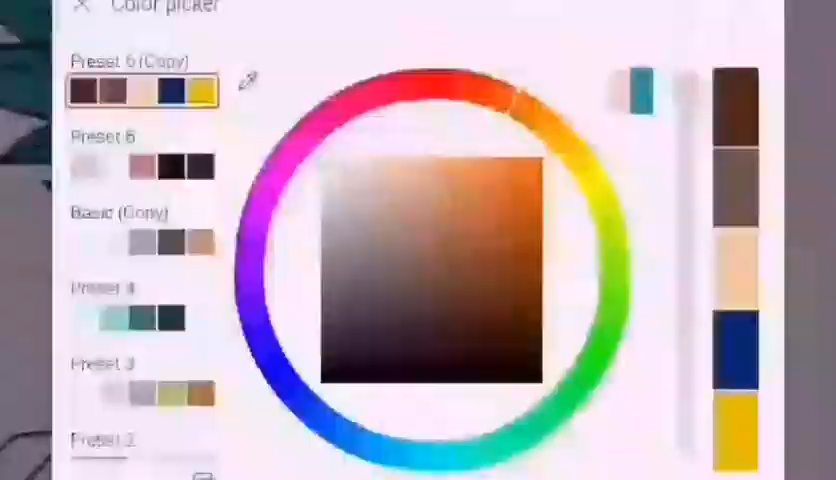 Color picker
Preset 6 (Copy)
Preset 6
Basic (Copy)
Preset 4
Preset 3
Preset 2